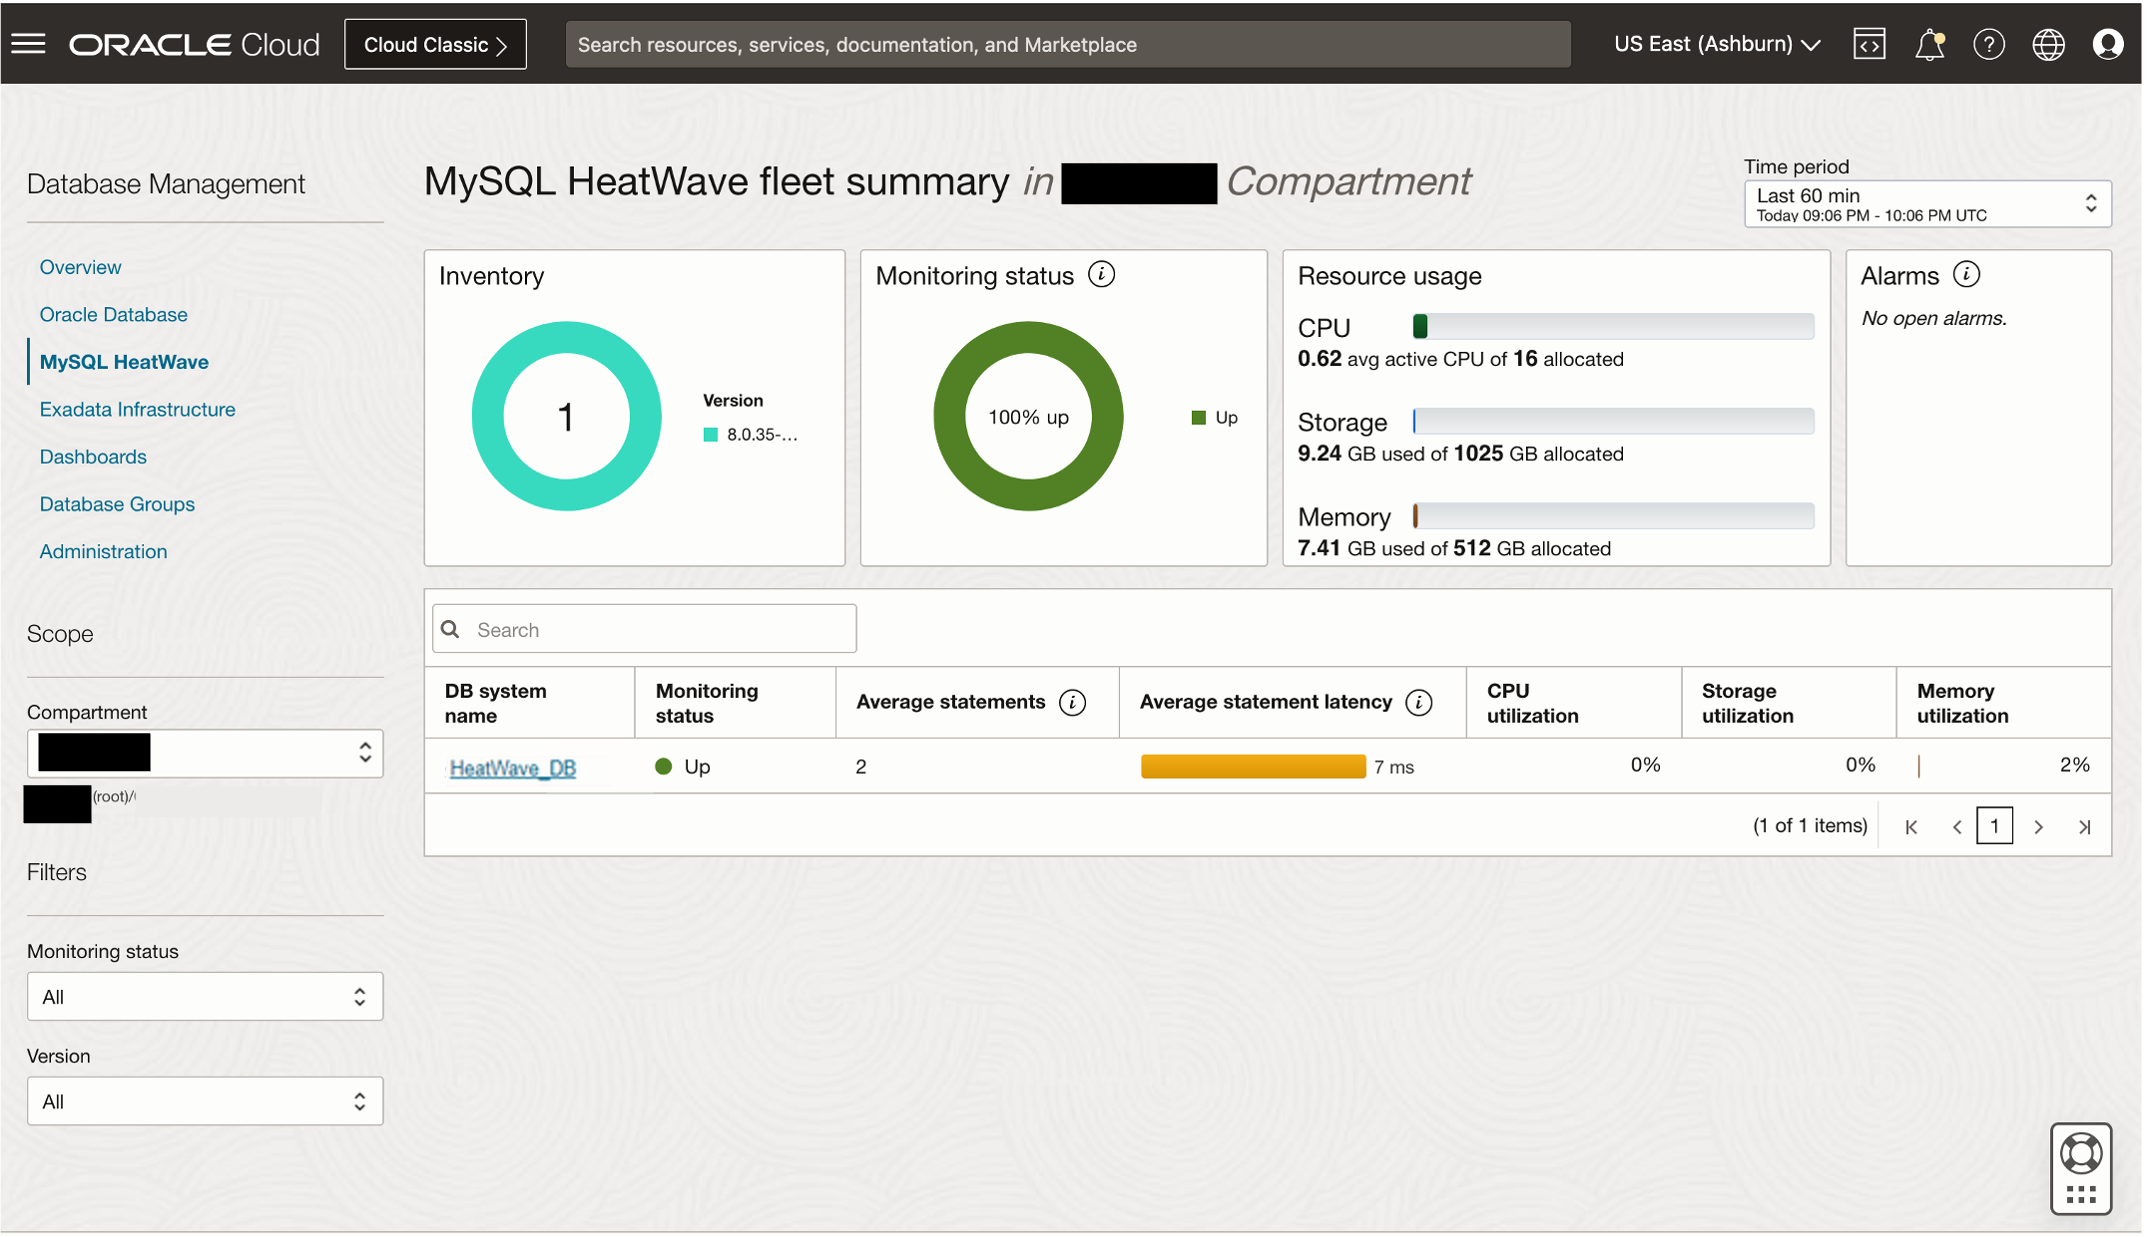 ORACLE Cloud
Cloud Classic
Search resources, services, documentation, and Marketplace
US East (Ashburn)
Database Management
Overview
Oracle Database
MySQL HeatWave
Exadata Infrastructure
Dashboards
Database Groups
Administration
Scope
Compartment
(root)/
Filters
Monitoring status
All
Version
All
MySQL HeatWave fleet summary in Compartment
Time period
Last 60 min
Today 09:06 PM - 10:06 PM UTC
Inventory
1
Version
8.0.35-...
Monitoring status
100% up
Up
Resource usage
CPU
0.62 avg active CPU of 16 allocated
Storage
9.24 GB used of 1025 GB allocated
Memory
7.41 GB used of 512 GB allocated
Alarms
No open alarms.
Search
DB system name
Monitoring status
Average statements
Average statement latency
CPU utilization
Storage utilization
Memory utilization
HeatWave_DB
Up
2
7 ms
0%
0%
2%
(1 of 1 items)
1